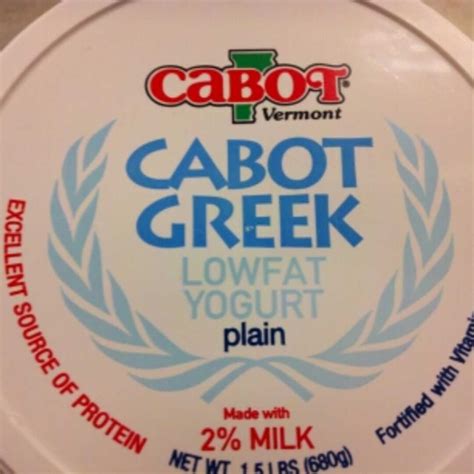 CABOT®
Vermont
CABOT
GREEK
LOWFAT
YOGURT
plain
EXCELLENT SOURCE OF PROTEIN
Made with
2% MILK
NET WT. 1.5 LBS (680g)
Fortified with